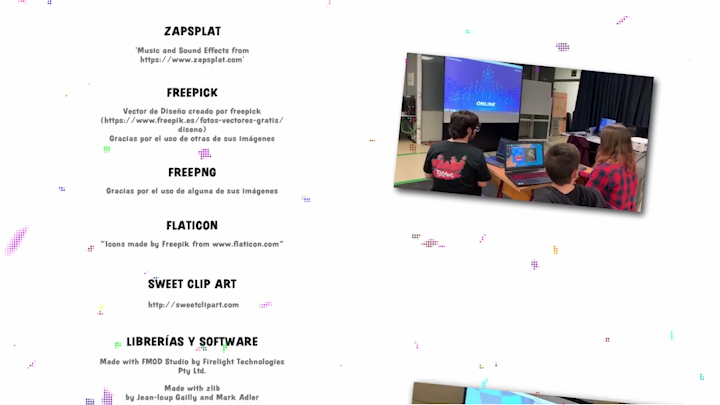 ZAPSPLAT
'Music and Sound Effects from
https://www.zapsplat.com'
FREEPICK
Vector de Diseño creado por freepick
(https://www.freepik.es/fotos-vectores-gratis/
diseno)
Gracias por el uso de otras de sus imágenes
FREEPNG
Gracias por el uso de alguna de sus imágenes
FLATICON
"Icons made by Freepik from www.flaticon.com"
SWEET CLIP ART
http://sweetclipart.com
LIBRERÍAS Y SOFTWARE
Made with FMOD Studio by Firelight Technologies
Pty Ltd.
Made with zlib
by Jean-loup Gailly and Mark Adler
ONLINE